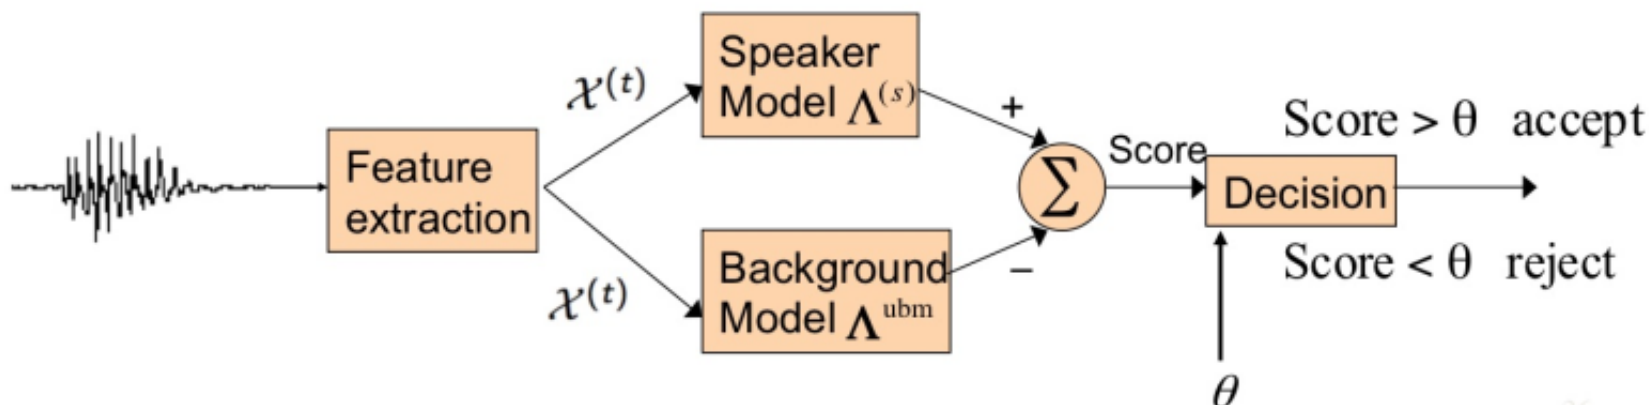 Feature
extraction
𝒳(t)
𝒳(t)
Speaker
Model Λ(s)
Background
Model Λubm
+
−
Σ
Score
Decision
θ
Score > θ accept
Score < θ reject